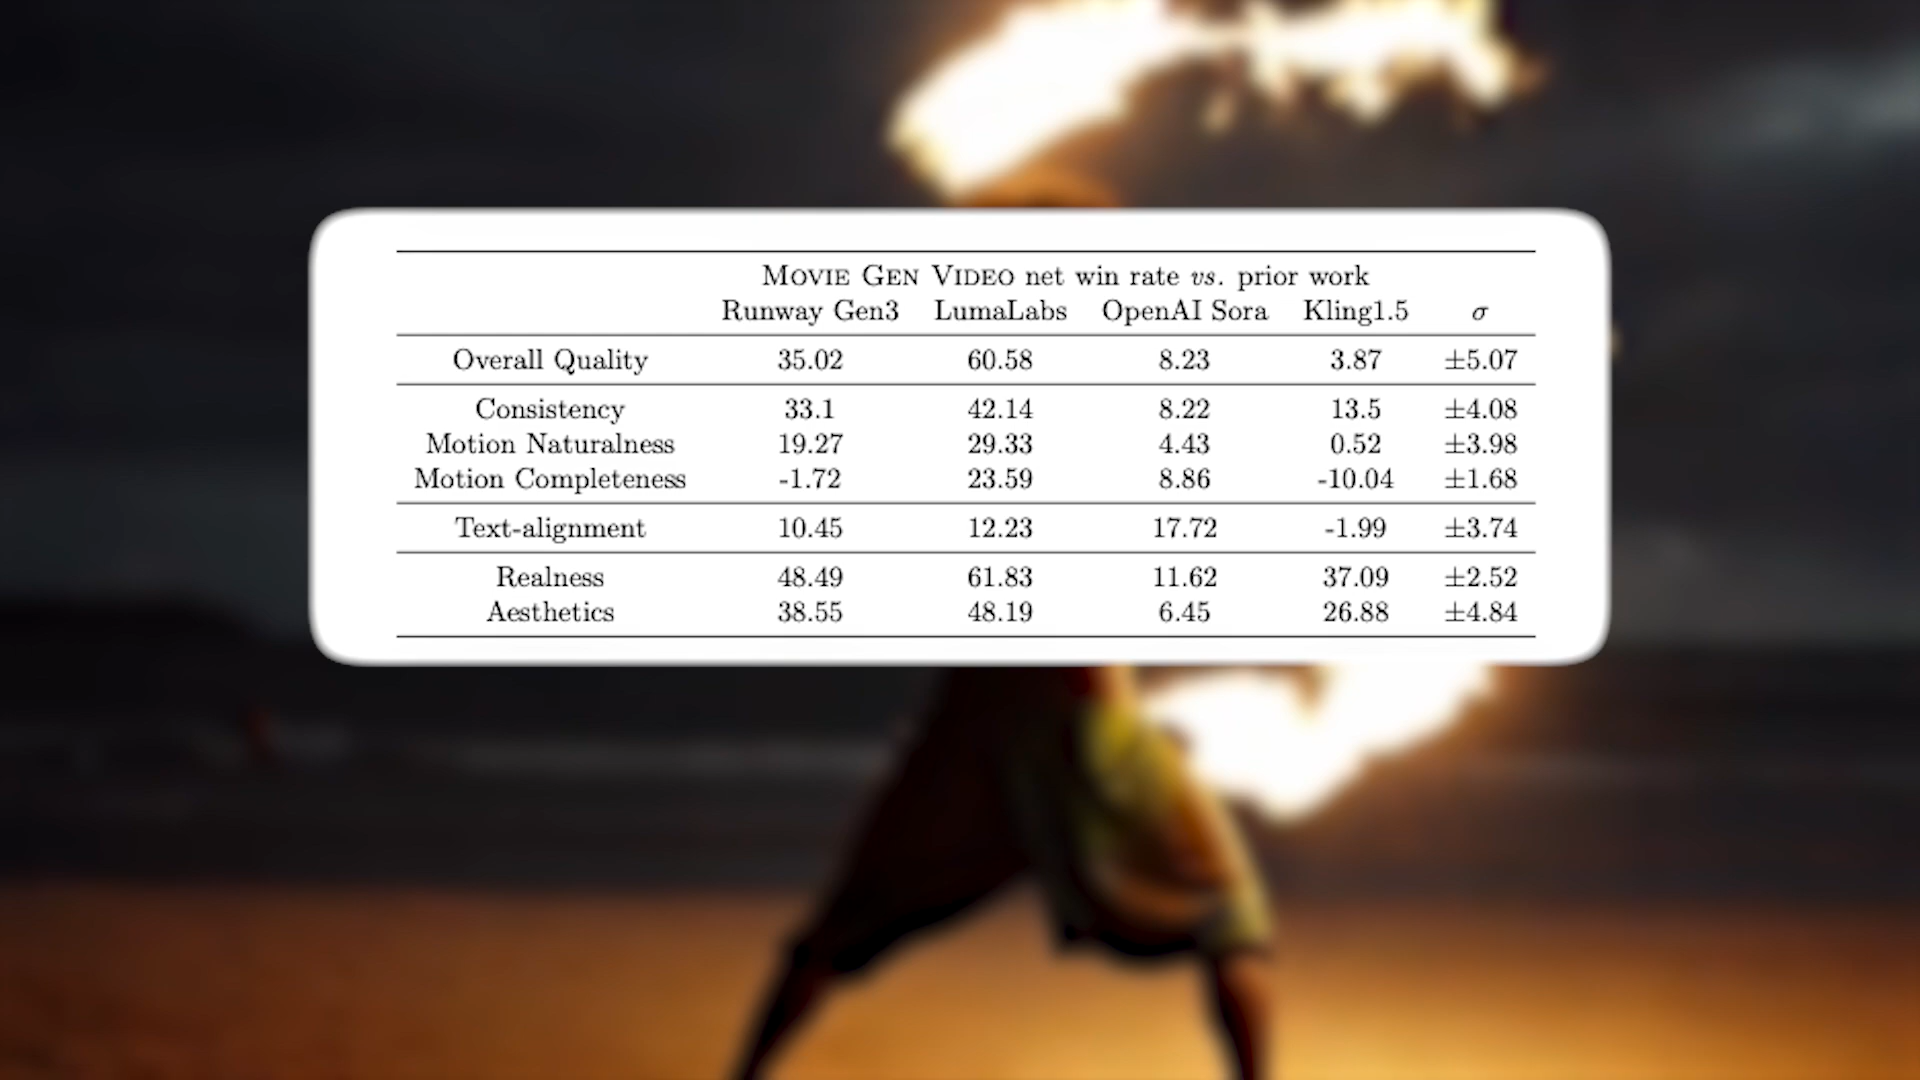 MOVIE GEN VIDEO net win rate vs. prior work
Runway Gen3 LumaLabs OpenAI Sora Kling1.5 σ
Overall Quality 35.02 60.58 8.23 3.87 ±5.07
Consistency 33.1 42.14 8.22 13.5 ±4.08
Motion Naturalness 19.27 29.33 4.43 0.52 ±3.98
Motion Completeness -1.72 23.59 8.86 -10.04 ±1.68
Text-alignment 10.45 12.23 17.72 -1.99 ±3.74
Realness 48.49 61.83 11.62 37.09 ±2.52
Aesthetics 38.55 48.19 6.45 26.88 ±4.84